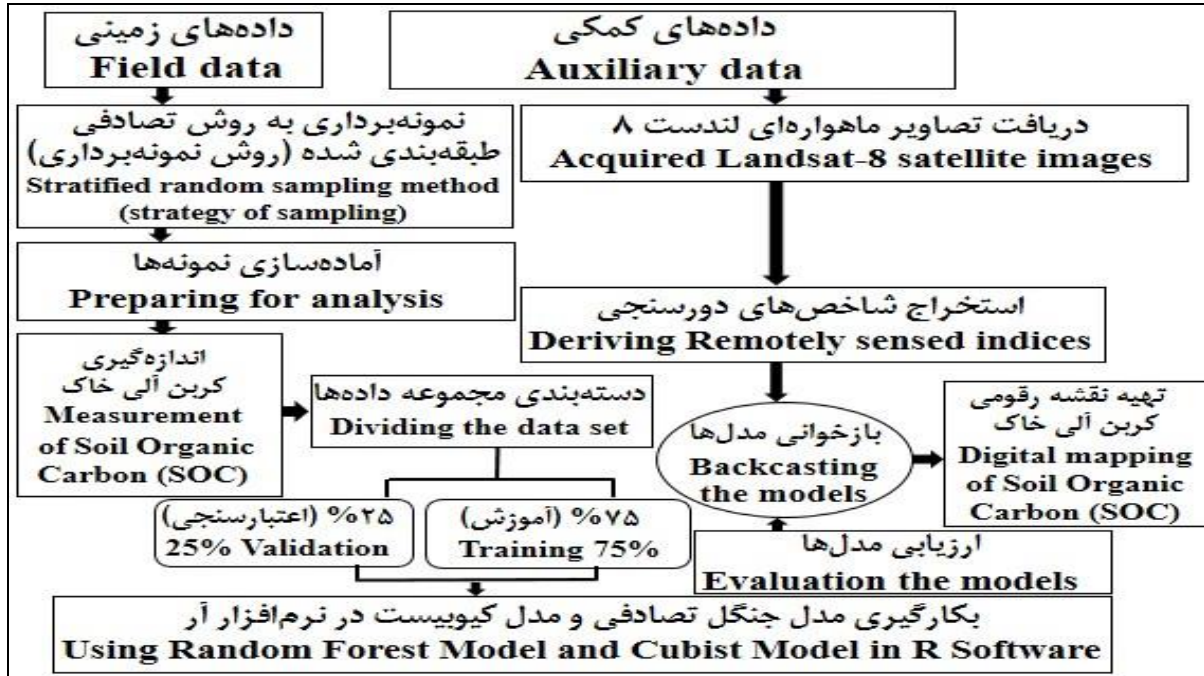 داده‌های زمینی
Field data
داده‌های کمکی
Auxiliary data
نمونه‌برداری به روش تصادفی
طبقه‌بندی شده (روش نمونه‌برداری)
Stratified random sampling method
(strategy of sampling)
دریافت تصاویر ماهواره‌ای لندست ۸
Acquired Landsat-8 satellite images
آماده‌سازی نمونه‌ها
Preparing for analysis
استخراج شاخص‌های دورسنجی
Deriving Remotely sensed indices
اندازه‌گیری
کربن آلی خاک
Measurement
of Soil Organic
Carbon (SOC)
دسته‌بندی مجموعه داده‌ها
Dividing the data set
بازخوانی مدل‌ها
Backcasting
the models
تهیه نقشه رقومی
کربن آلی خاک
Digital mapping
of Soil Organic
Carbon (SOC)
%۲۵ (اعتبارسنجی)
25% Validation
%۷۵ (آموزش)
Training 75%
ارزیابی مدل‌ها
Evaluation the models
بکارگیری مدل جنگل تصادفی و مدل کیوبیست در نرم‌افزار آر
Using Random Forest Model and Cubist Model in R Software